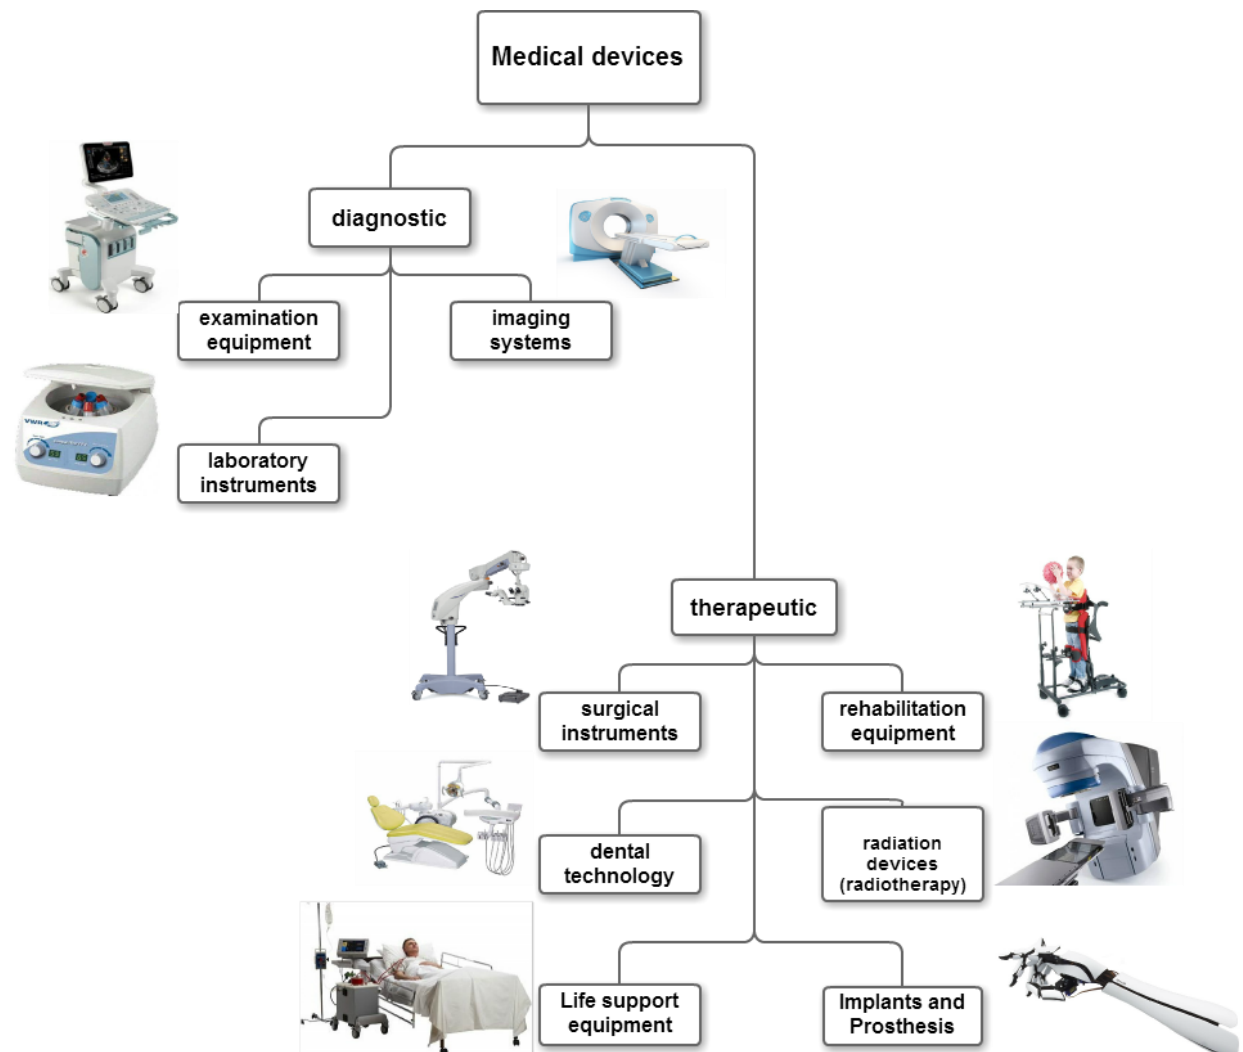 Medical devices
diagnostic
examination
equipment
imaging
systems
VWR
laboratory
instruments
therapeutic
surgical
instruments
rehabilitation
equipment
dental
technology
radiation
devices
(radiotherapy)
Life support
equipment
Implants and
Prosthesis